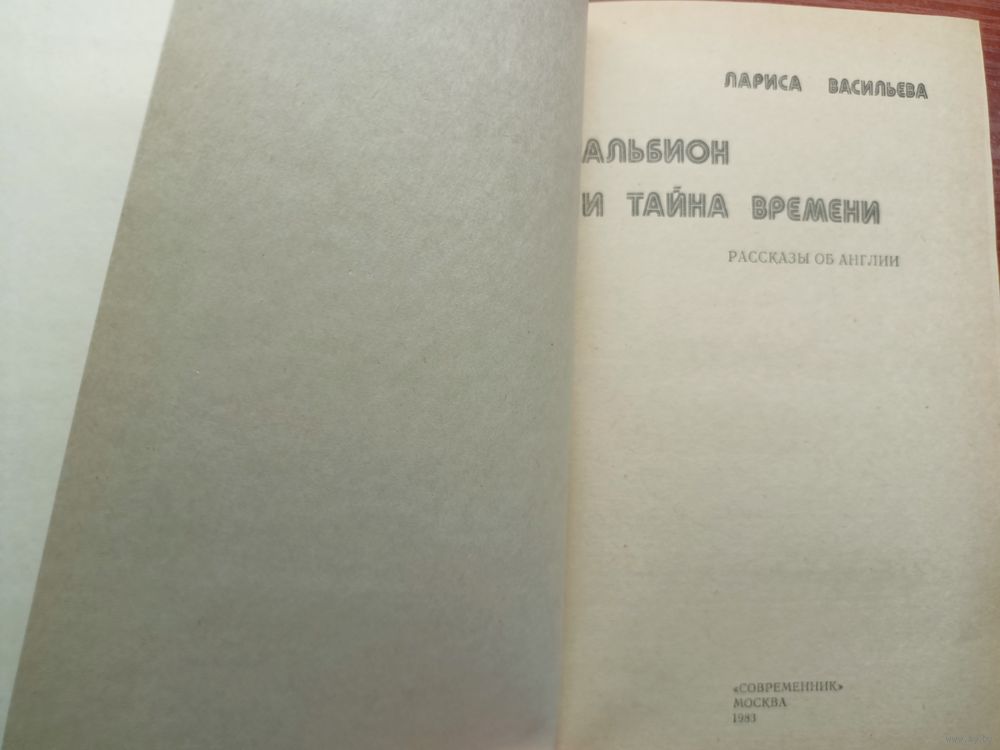 ЛАРИСА ВАСИЛЬЕВА
АЛЬБИОН
И ТАЙНА ВРЕМЕНИ
РАССКАЗЫ ОБ АНГЛИИ
«СОВРЕМЕННИК»
МОСКВА
1983